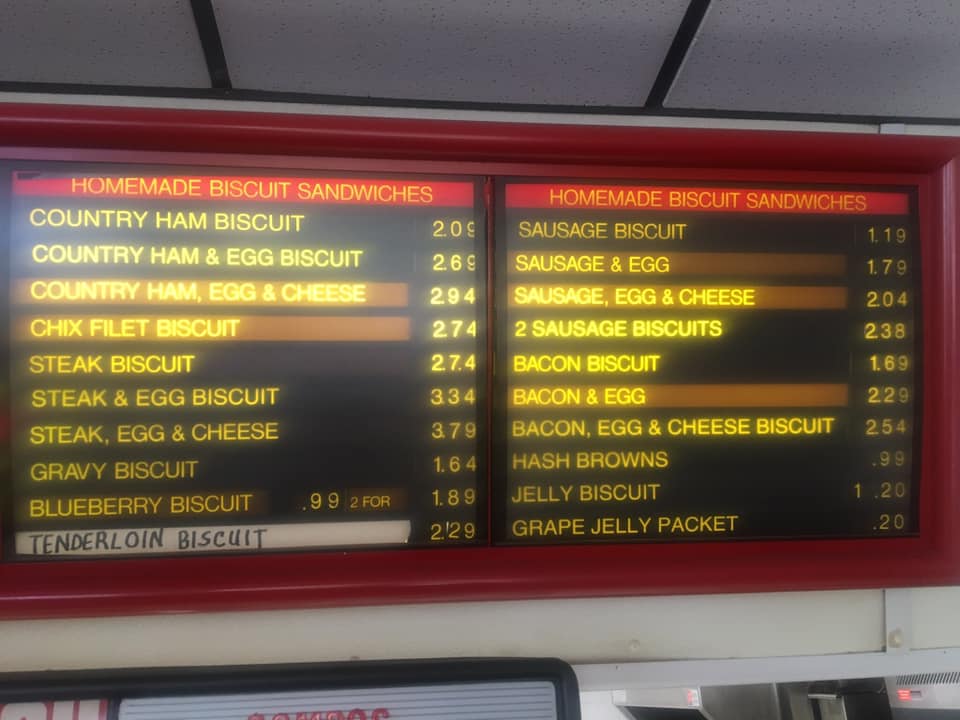 HOMEMADE BISCUIT SANDWICHES
COUNTRY HAM BISCUIT 2.09
COUNTRY HAM & EGG BISCUIT 2.69
COUNTRY HAM, EGG & CHEESE 2.94
CHIX FILET BISCUIT 2.74
STEAK BISCUIT 2.74
STEAK & EGG BISCUIT 3.34
STEAK, EGG & CHEESE 3.79
GRAVY BISCUIT 1.64
BLUEBERRY BISCUIT .99 2 FOR 1.89
TENDERLOIN BISCUIT 2.29
HOMEMADE BISCUIT SANDWICHES
SAUSAGE BISCUIT 1.19
SAUSAGE & EGG 1.79
SAUSAGE, EGG & CHEESE 2.04
2 SAUSAGE BISCUITS 2.38
BACON BISCUIT 1.69
BACON & EGG 2.29
BACON, EGG & CHEESE BISCUIT 2.54
HASH BROWNS .99
JELLY BISCUIT 1.20
GRAPE JELLY PACKET .20
COMBOS